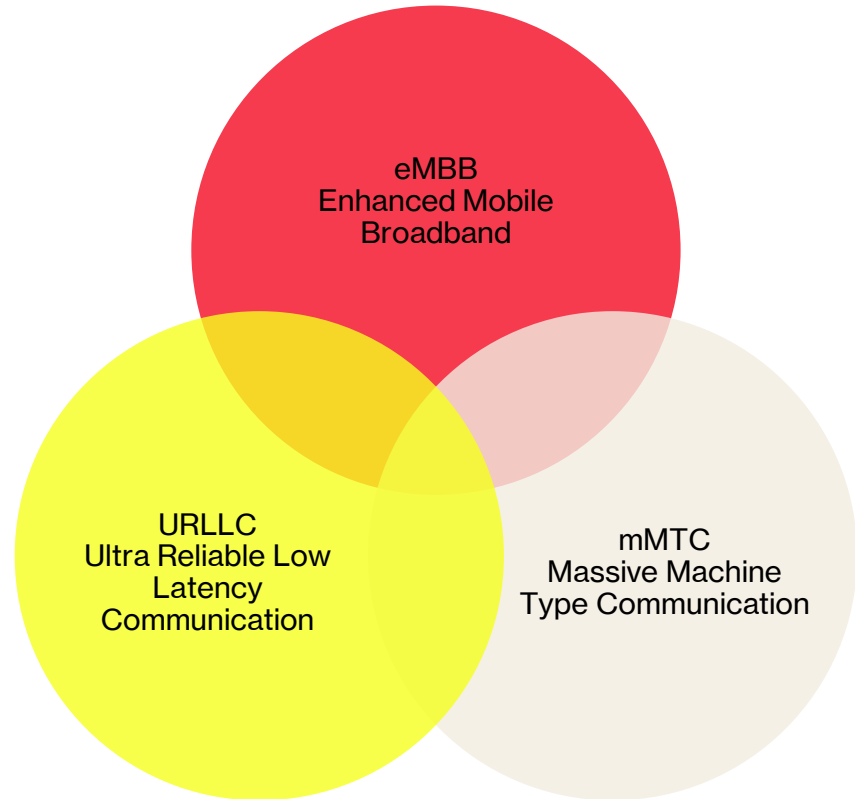 eMBB
Enhanced Mobile
Broadband
URLLC
Ultra Reliable Low
Latency
Communication
mMTC
Massive Machine
Type Communication